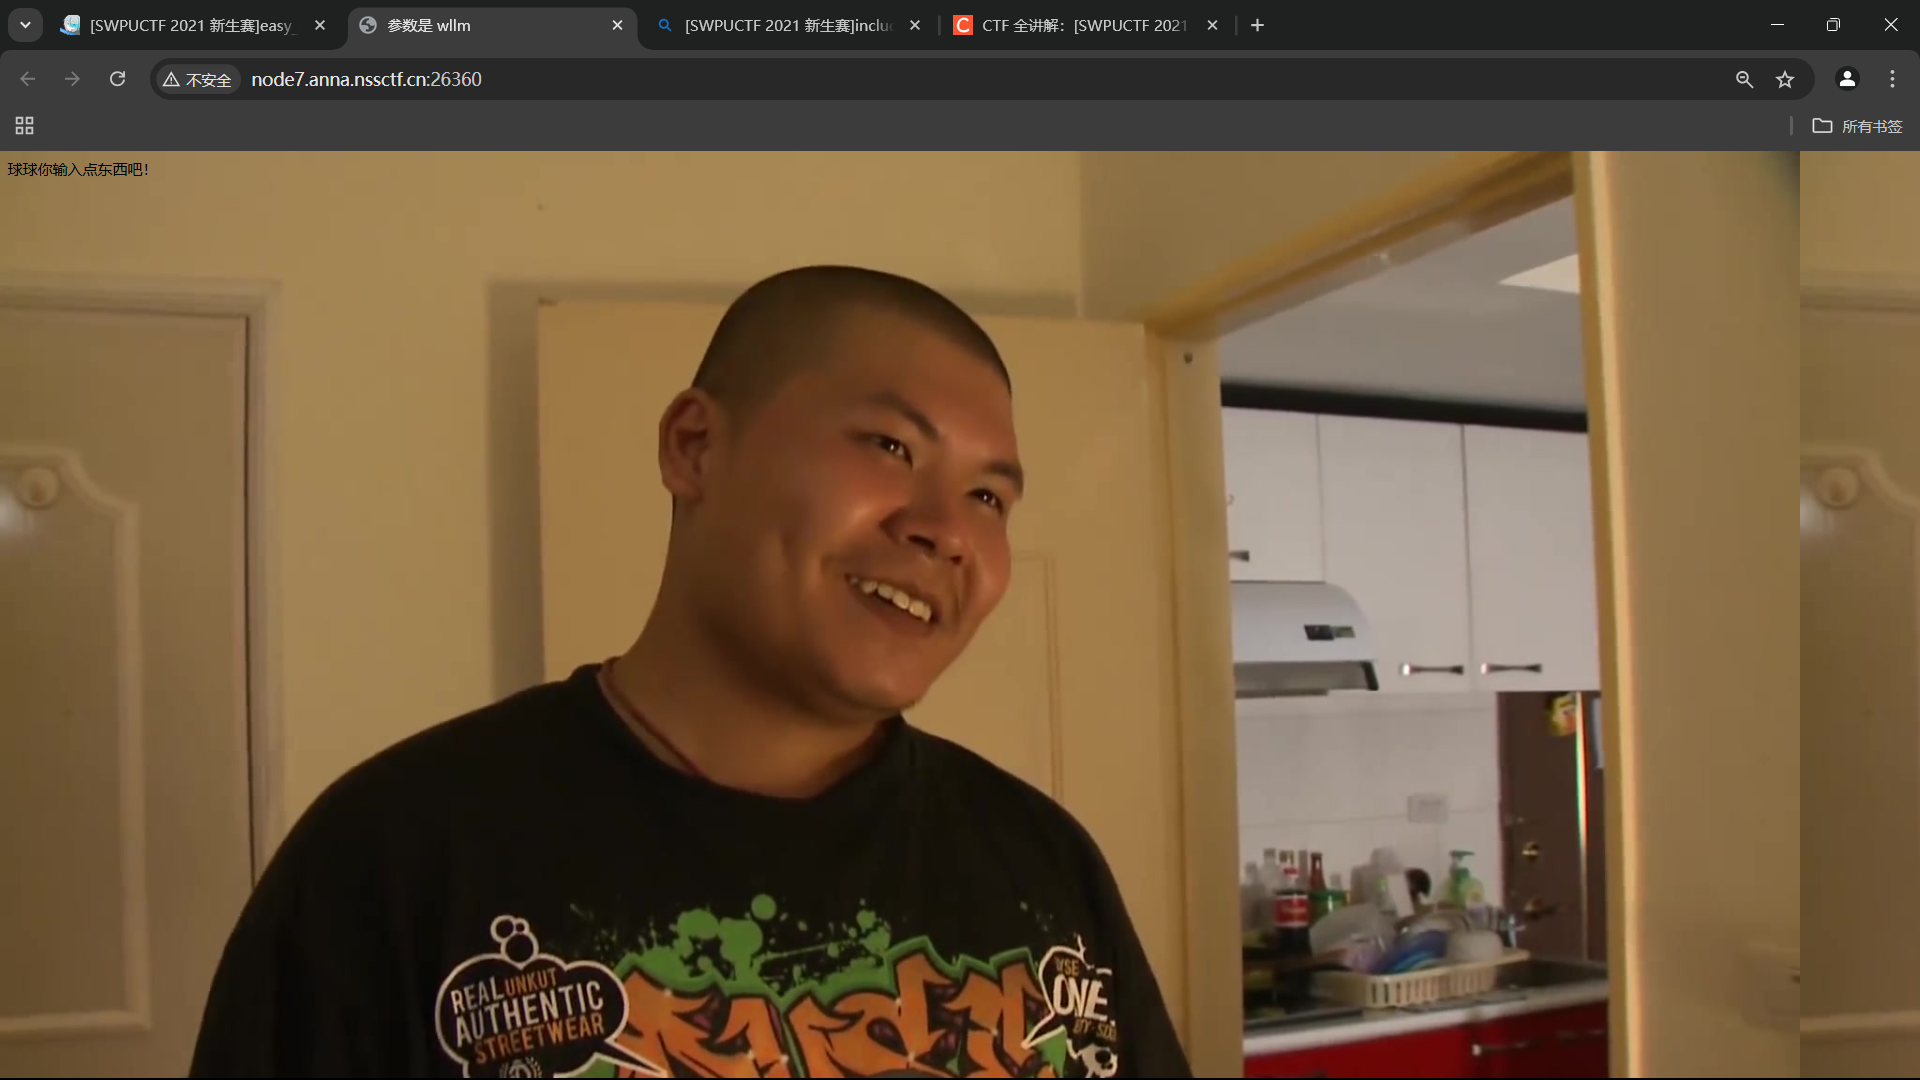 [SWPUCTF 2021 新生赛]easy_
参数是 wllm
[SWPUCTF 2021 新生赛]inclu
CTF 全讲解：[SWPUCTF 2021
不安全
node7.anna.nssctf.cn:26360
所有书签
球球你输入点东西吧！
REAL UNKUT
AUTHENTIC
STREETWEAR
ONE